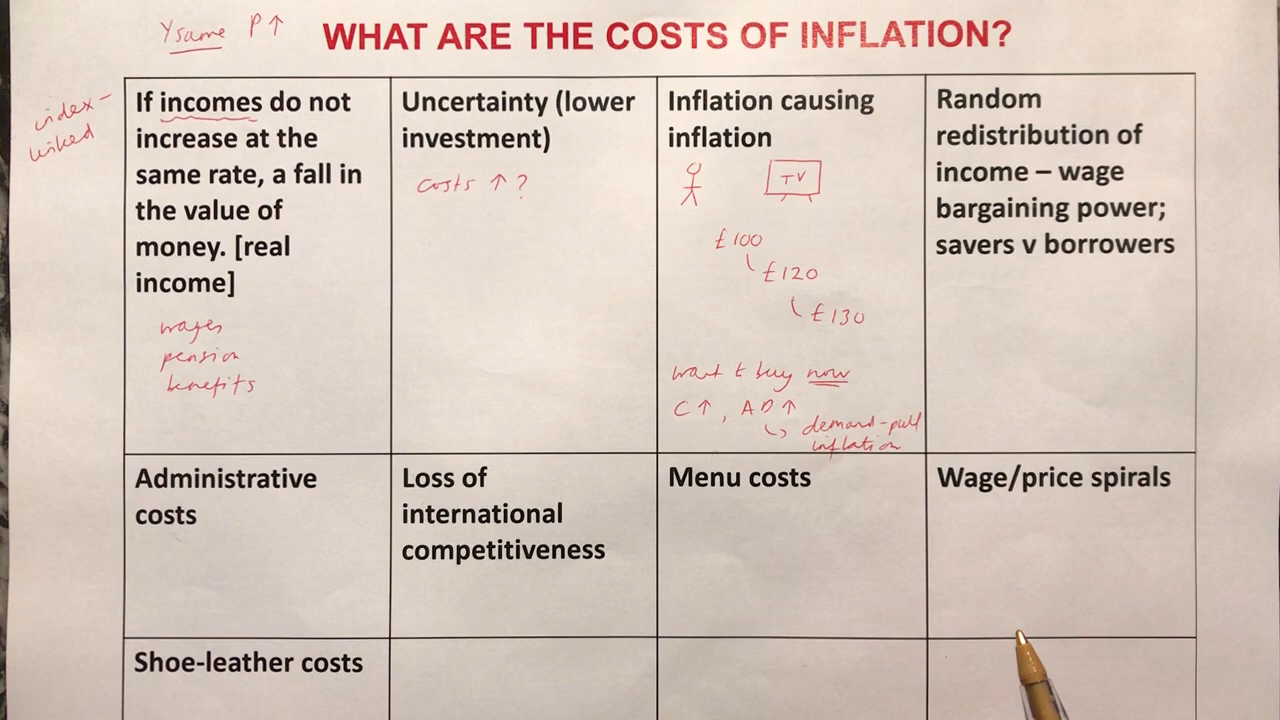 Y same P↑
WHAT ARE THE COSTS OF INFLATION?
index-
linked
If incomes do not
increase at the
same rate, a fall in
the value of
money. [real
income]
wages
pension
benefits
Uncertainty (lower
investment)
costs ↑ ?
Inflation causing
inflation
TV
£100
£120
£130
want to buy now
C↑, AD↑
demand-pull
inflation
Random
redistribution of
income – wage
bargaining power;
savers v borrowers
Administrative
costs
Loss of
international
competitiveness
Menu costs
Wage/price spirals
Shoe-leather costs